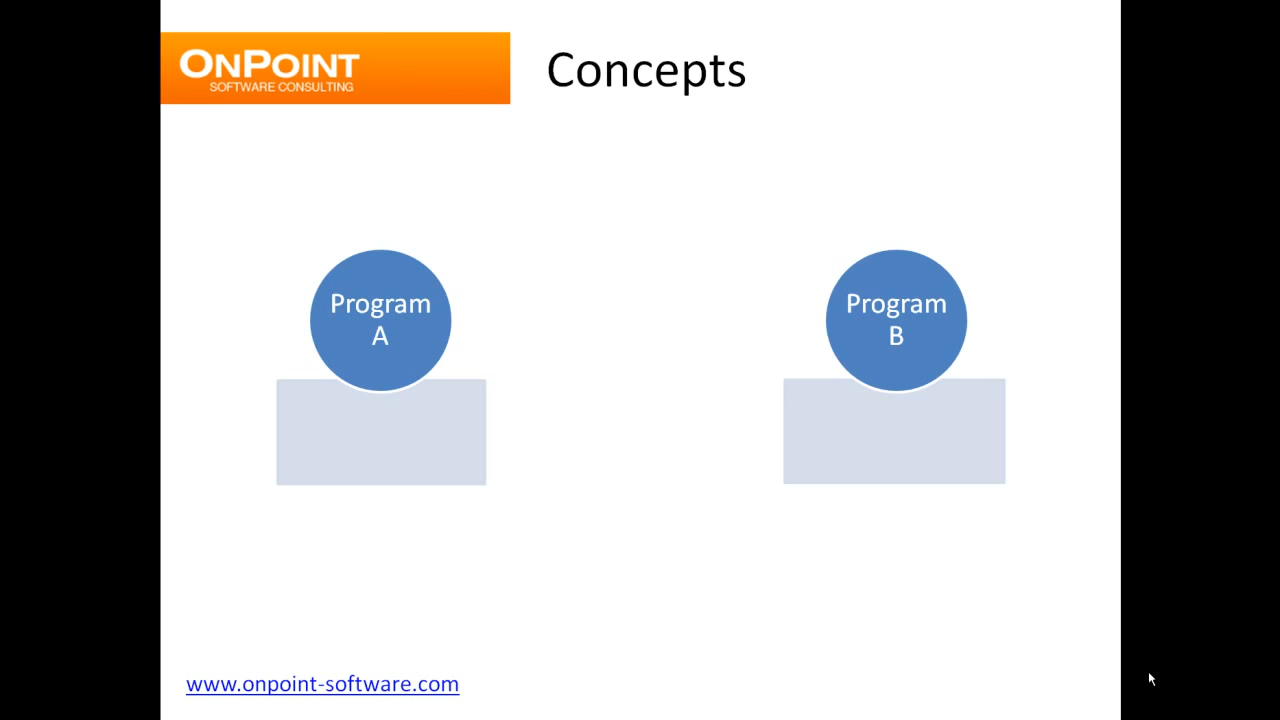 ONPOINT
SOFTWARE CONSULTING
Concepts
Program
A
Program
B
www.onpoint-software.com